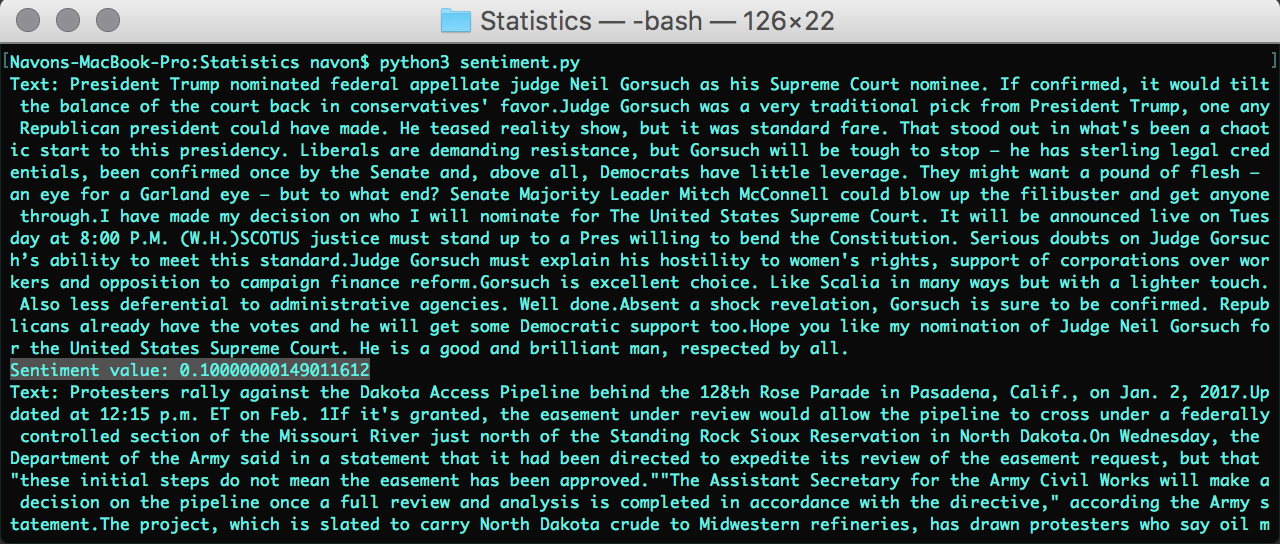 Statistics — -bash — 126×22
[Navons-MacBook-Pro:Statistics navon$ python3 sentiment.py ]
Text: President Trump nominated federal appellate judge Neil Gorsuch as his Supreme Court nominee. If confirmed, it would tilt
 the balance of the court back in conservatives' favor.Judge Gorsuch was a very traditional pick from President Trump, one any
 Republican president could have made. He teased reality show, but it was standard fare. That stood out in what's been a chaot
ic start to this presidency. Liberals are demanding resistance, but Gorsuch will be tough to stop — he has sterling legal cred
entials, been confirmed once by the Senate and, above all, Democrats have little leverage. They might want a pound of flesh —
an eye for a Garland eye — but to what end? Senate Majority Leader Mitch McConnell could blow up the filibuster and get anyone
 through.I have made my decision on who I will nominate for The United States Supreme Court. It will be announced live on Tues
day at 8:00 P.M. (W.H.)SCOTUS justice must stand up to a Pres willing to bend the Constitution. Serious doubts on Judge Gorsuc
h’s ability to meet this standard.Judge Gorsuch must explain his hostility to women's rights, support of corporations over wor
kers and opposition to campaign finance reform.Gorsuch is excellent choice. Like Scalia in many ways but with a lighter touch.
 Also less deferential to administrative agencies. Well done.Absent a shock revelation, Gorsuch is sure to be confirmed. Repub
licans already have the votes and he will get some Democratic support too.Hope you like my nomination of Judge Neil Gorsuch fo
r the United States Supreme Court. He is a good and brilliant man, respected by all.
Sentiment value: 0.10000000149011612
Text: Protesters rally against the Dakota Access Pipeline behind the 128th Rose Parade in Pasadena, Calif., on Jan. 2, 2017.Up
dated at 12:15 p.m. ET on Feb. 1If it's granted, the easement under review would allow the pipeline to cross under a federally
 controlled section of the Missouri River just north of the Standing Rock Sioux Reservation in North Dakota.On Wednesday, the
Department of the Army said in a statement that it had been directed to expedite its review of the easement request, but that
"these initial steps do not mean the easement has been approved.""The Assistant Secretary for the Army Civil Works will make a
 decision on the pipeline once a full review and analysis is completed in accordance with the directive," according the Army s
tatement.The project, which is slated to carry North Dakota crude to Midwestern refineries, has drawn protesters who say oil m